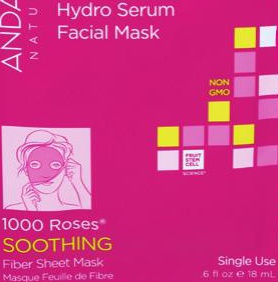 ANDA
NATU
Hydro Serum
Facial Mask
NON
GMO
FRUIT
STEM
CELL
SCIENCE®
1000 Roses®
SOOTHING
Fiber Sheet Mask
Masque Feuille de Fibre
Single Use
.6 fl oz e 18 mL